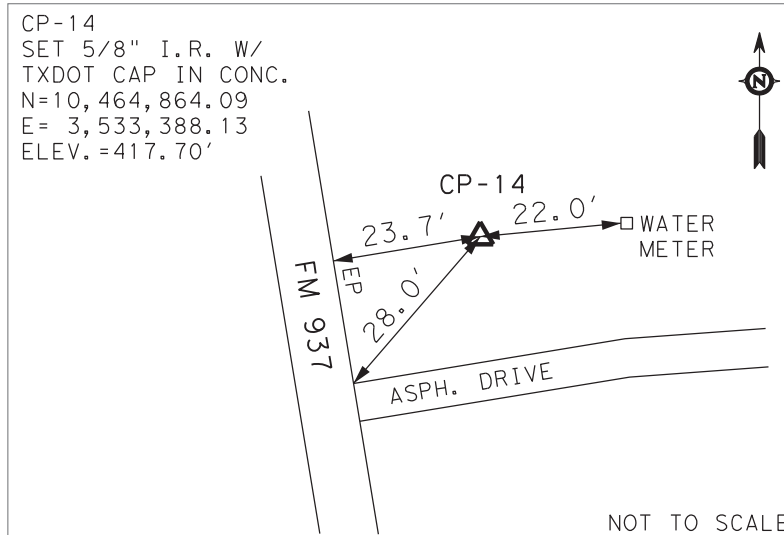 CP-14
SET 5/8" I.R. W/
TXDOT CAP IN CONC.
N=10,464,864.09
E= 3,533,388.13
ELEV.=417.70'
N
CP-14
23.7'
22.0'
WATER
METER
EP
28.0'
FM 937
ASPH. DRIVE
NOT TO SCALE